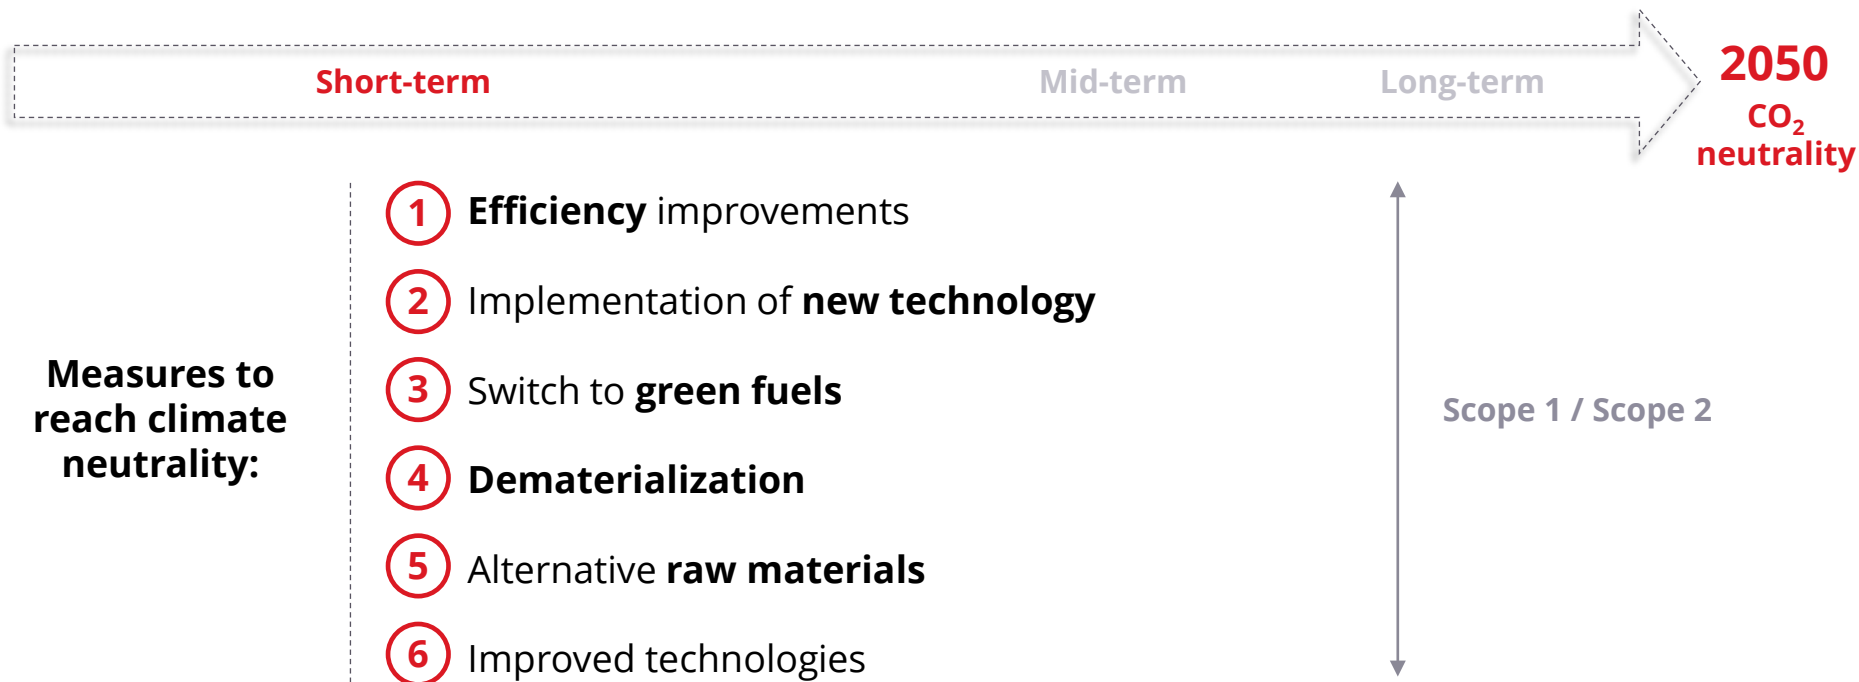 Short-term
Mid-term
Long-term
2050
CO₂
neutrality
Measures to
reach climate
neutrality:
1 Efficiency improvements
2 Implementation of new technology
3 Switch to green fuels
4 Dematerialization
5 Alternative raw materials
6 Improved technologies
Scope 1 / Scope 2